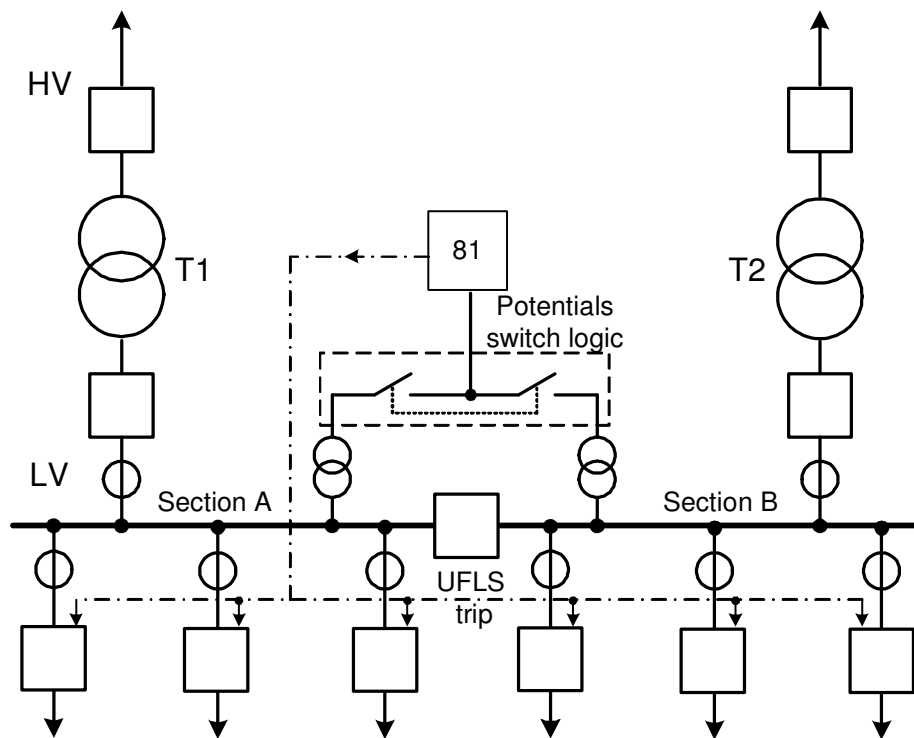 HV
81
T1
T2
Potentials
switch logic
LV
Section A
Section B
UFLS
trip